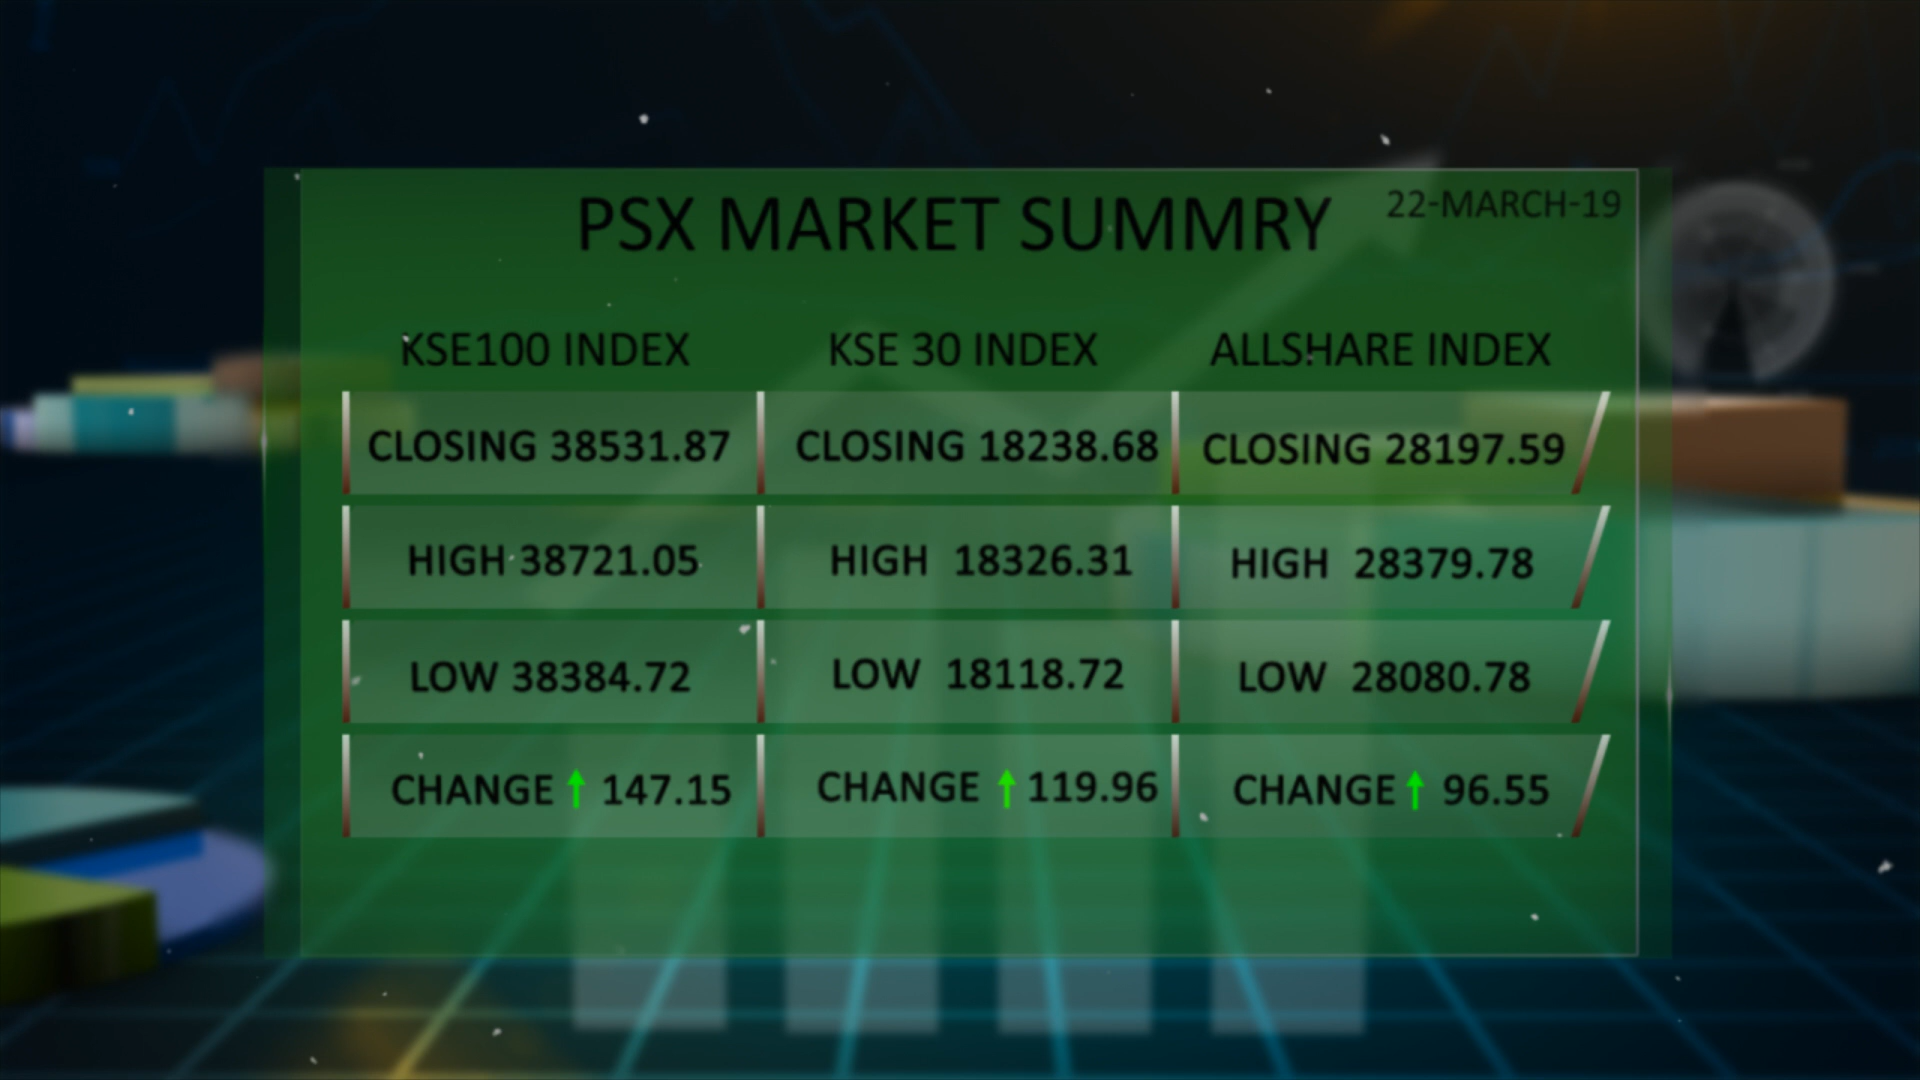 PSX MARKET SUMMRY
22-MARCH-19
KSE100 INDEX KSE 30 INDEX ALLSHARE INDEX
CLOSING 38531.87 CLOSING 18238.68 CLOSING 28197.59
HIGH 38721.05 HIGH 18326.31 HIGH 28379.78
LOW 38384.72 LOW 18118.72 LOW 28080.78
CHANGE ↑ 147.15 CHANGE ↑ 119.96 CHANGE ↑ 96.55